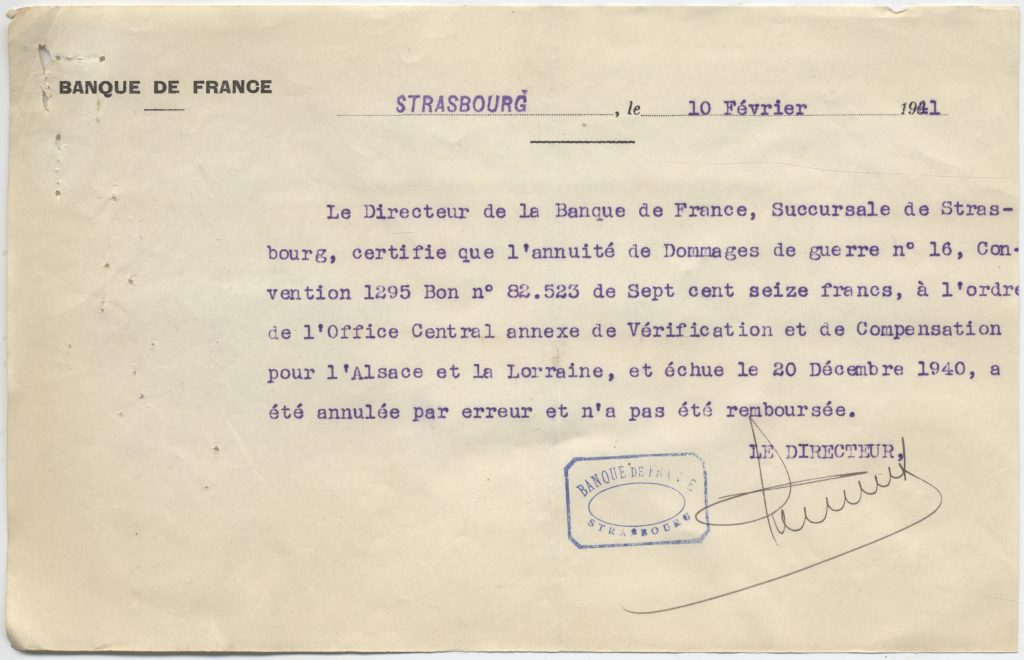 BANQUE DE FRANCE
STRASBOURG, le 10 Février 1941
Le Directeur de la Banque de France, Succursale de Stras-
bourg, certifie que l'annuité de Dommages de guerre n° 16, Con-
vention 1295 Bon n° 82.523 de Sept cent seize francs, à l'ordre
de l'Office Central annexe de Vérification et de Compensation
pour l'Alsace et la Lorraine, et échue le 20 Décembre 1940, a
été annulée par erreur et n'a pas été remboursée.
LE DIRECTEUR,
BANQUE DE FRANCE
STRASBOURG